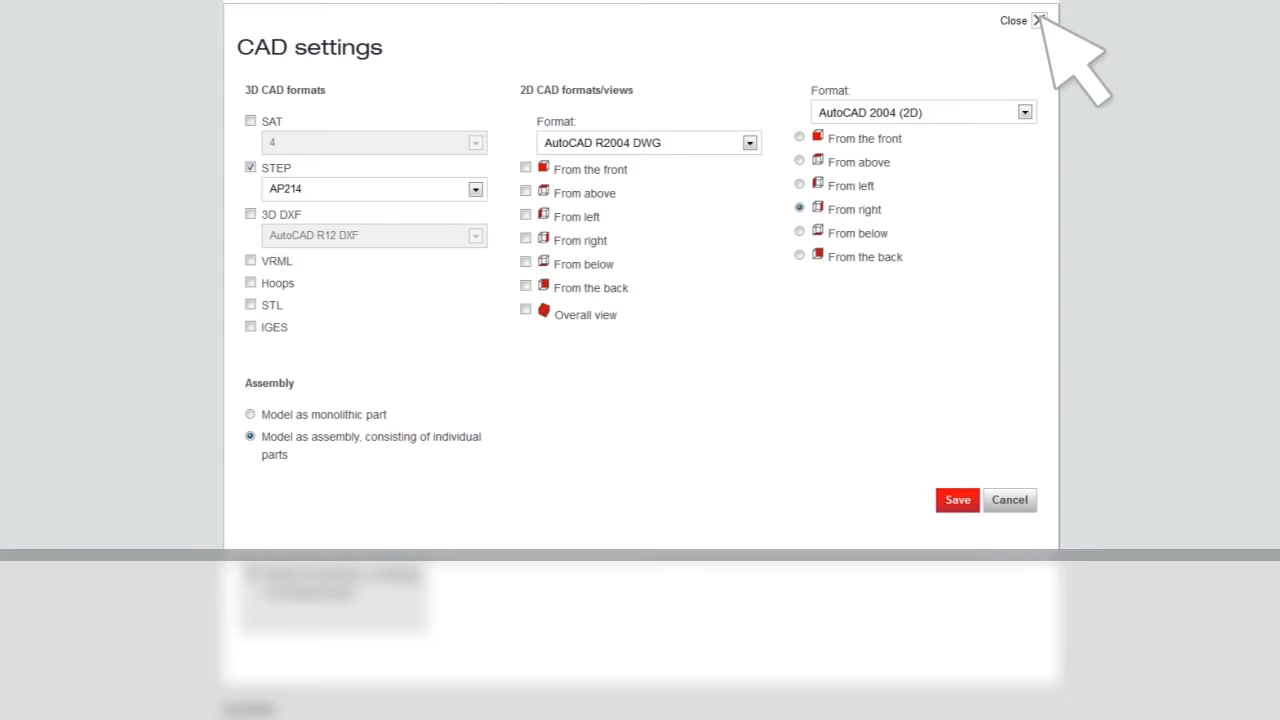 Close
CAD settings
3D CAD formats
SAT
4
STEP
AP214
3D DXF
AutoCAD R12 DXF
VRML
Hoops
STL
IGES
Assembly
Model as monolithic part
Model as assembly, consisting of individual
parts
2D CAD formats/views
Format:
AutoCAD R2004 DWG
From the front
From above
From left
From right
From below
From the back
Overall view
Format:
AutoCAD 2004 (2D)
From the front
From above
From left
From right
From below
From the back
Save
Cancel